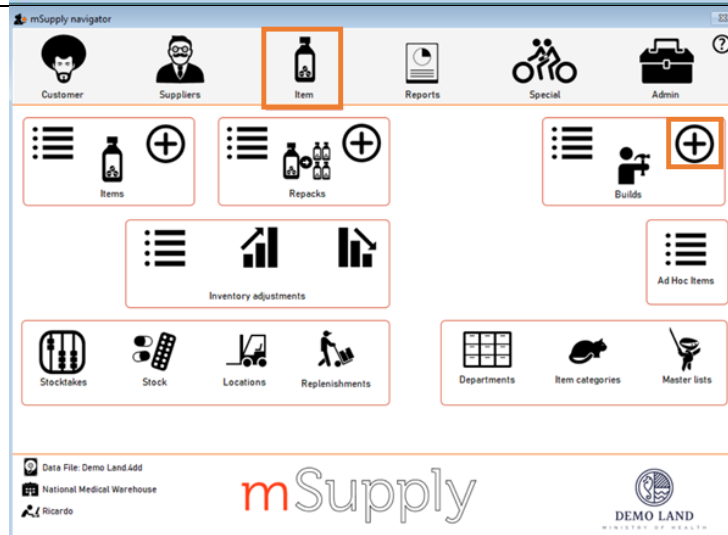 mSupply navigator
Customer
Suppliers
Item
Reports
Special
Admin
Items
Repacks
Builds
Inventory adjustments
Ad Hoc Items
Stocktakes
Stock
Locations
Replenishments
Departments
Item categories
Master lists
Data File: Demo Land.4dd
National Medical Warehouse
Ricardo
mSupply
DEMO LAND
MINISTRY OF HEALTH